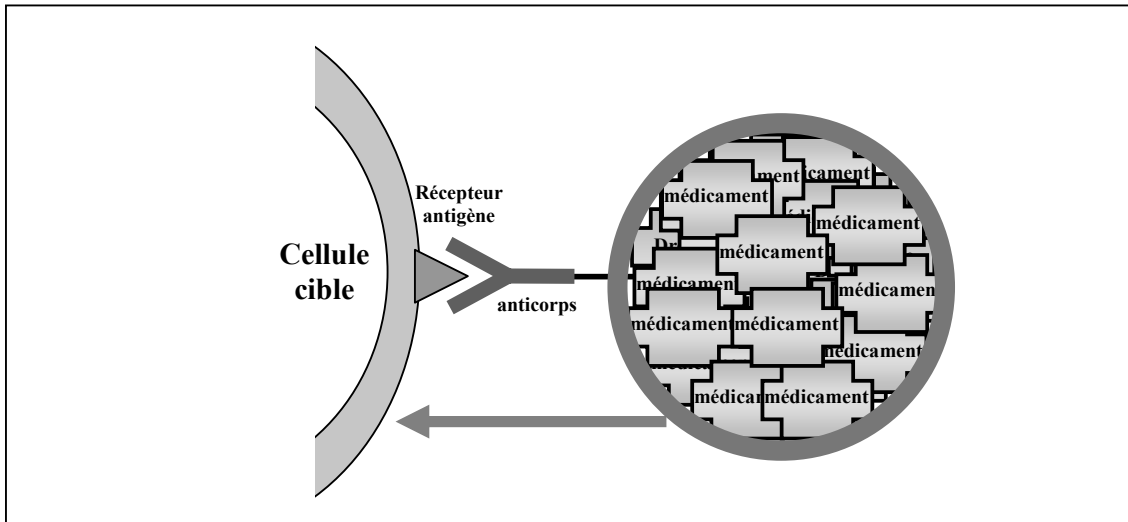 Récepteur
antigène
Cellule
cible
anticorps
médicament
médicament
médicament
médicament
médicament
médicament
médicament
médicament